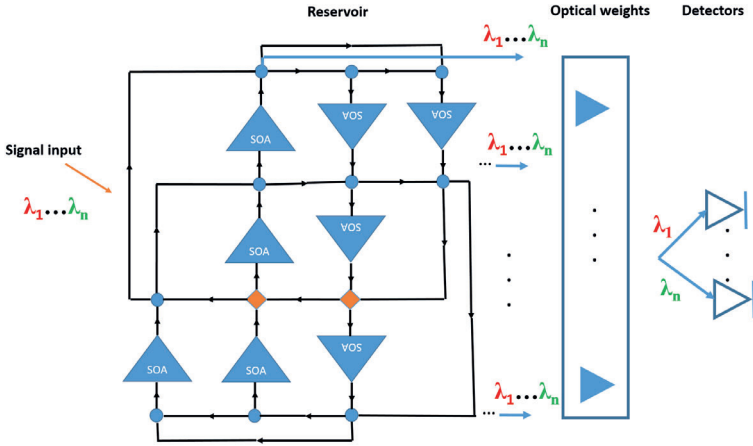 Reservoir
Optical weights
Detectors
λ1...λn
SOA
SOA
SOA
Signal input
λ1...λn
... λ1...λn
SOA
SOA
λ1
λn
SOA
SOA
SOA
... λ1...λn